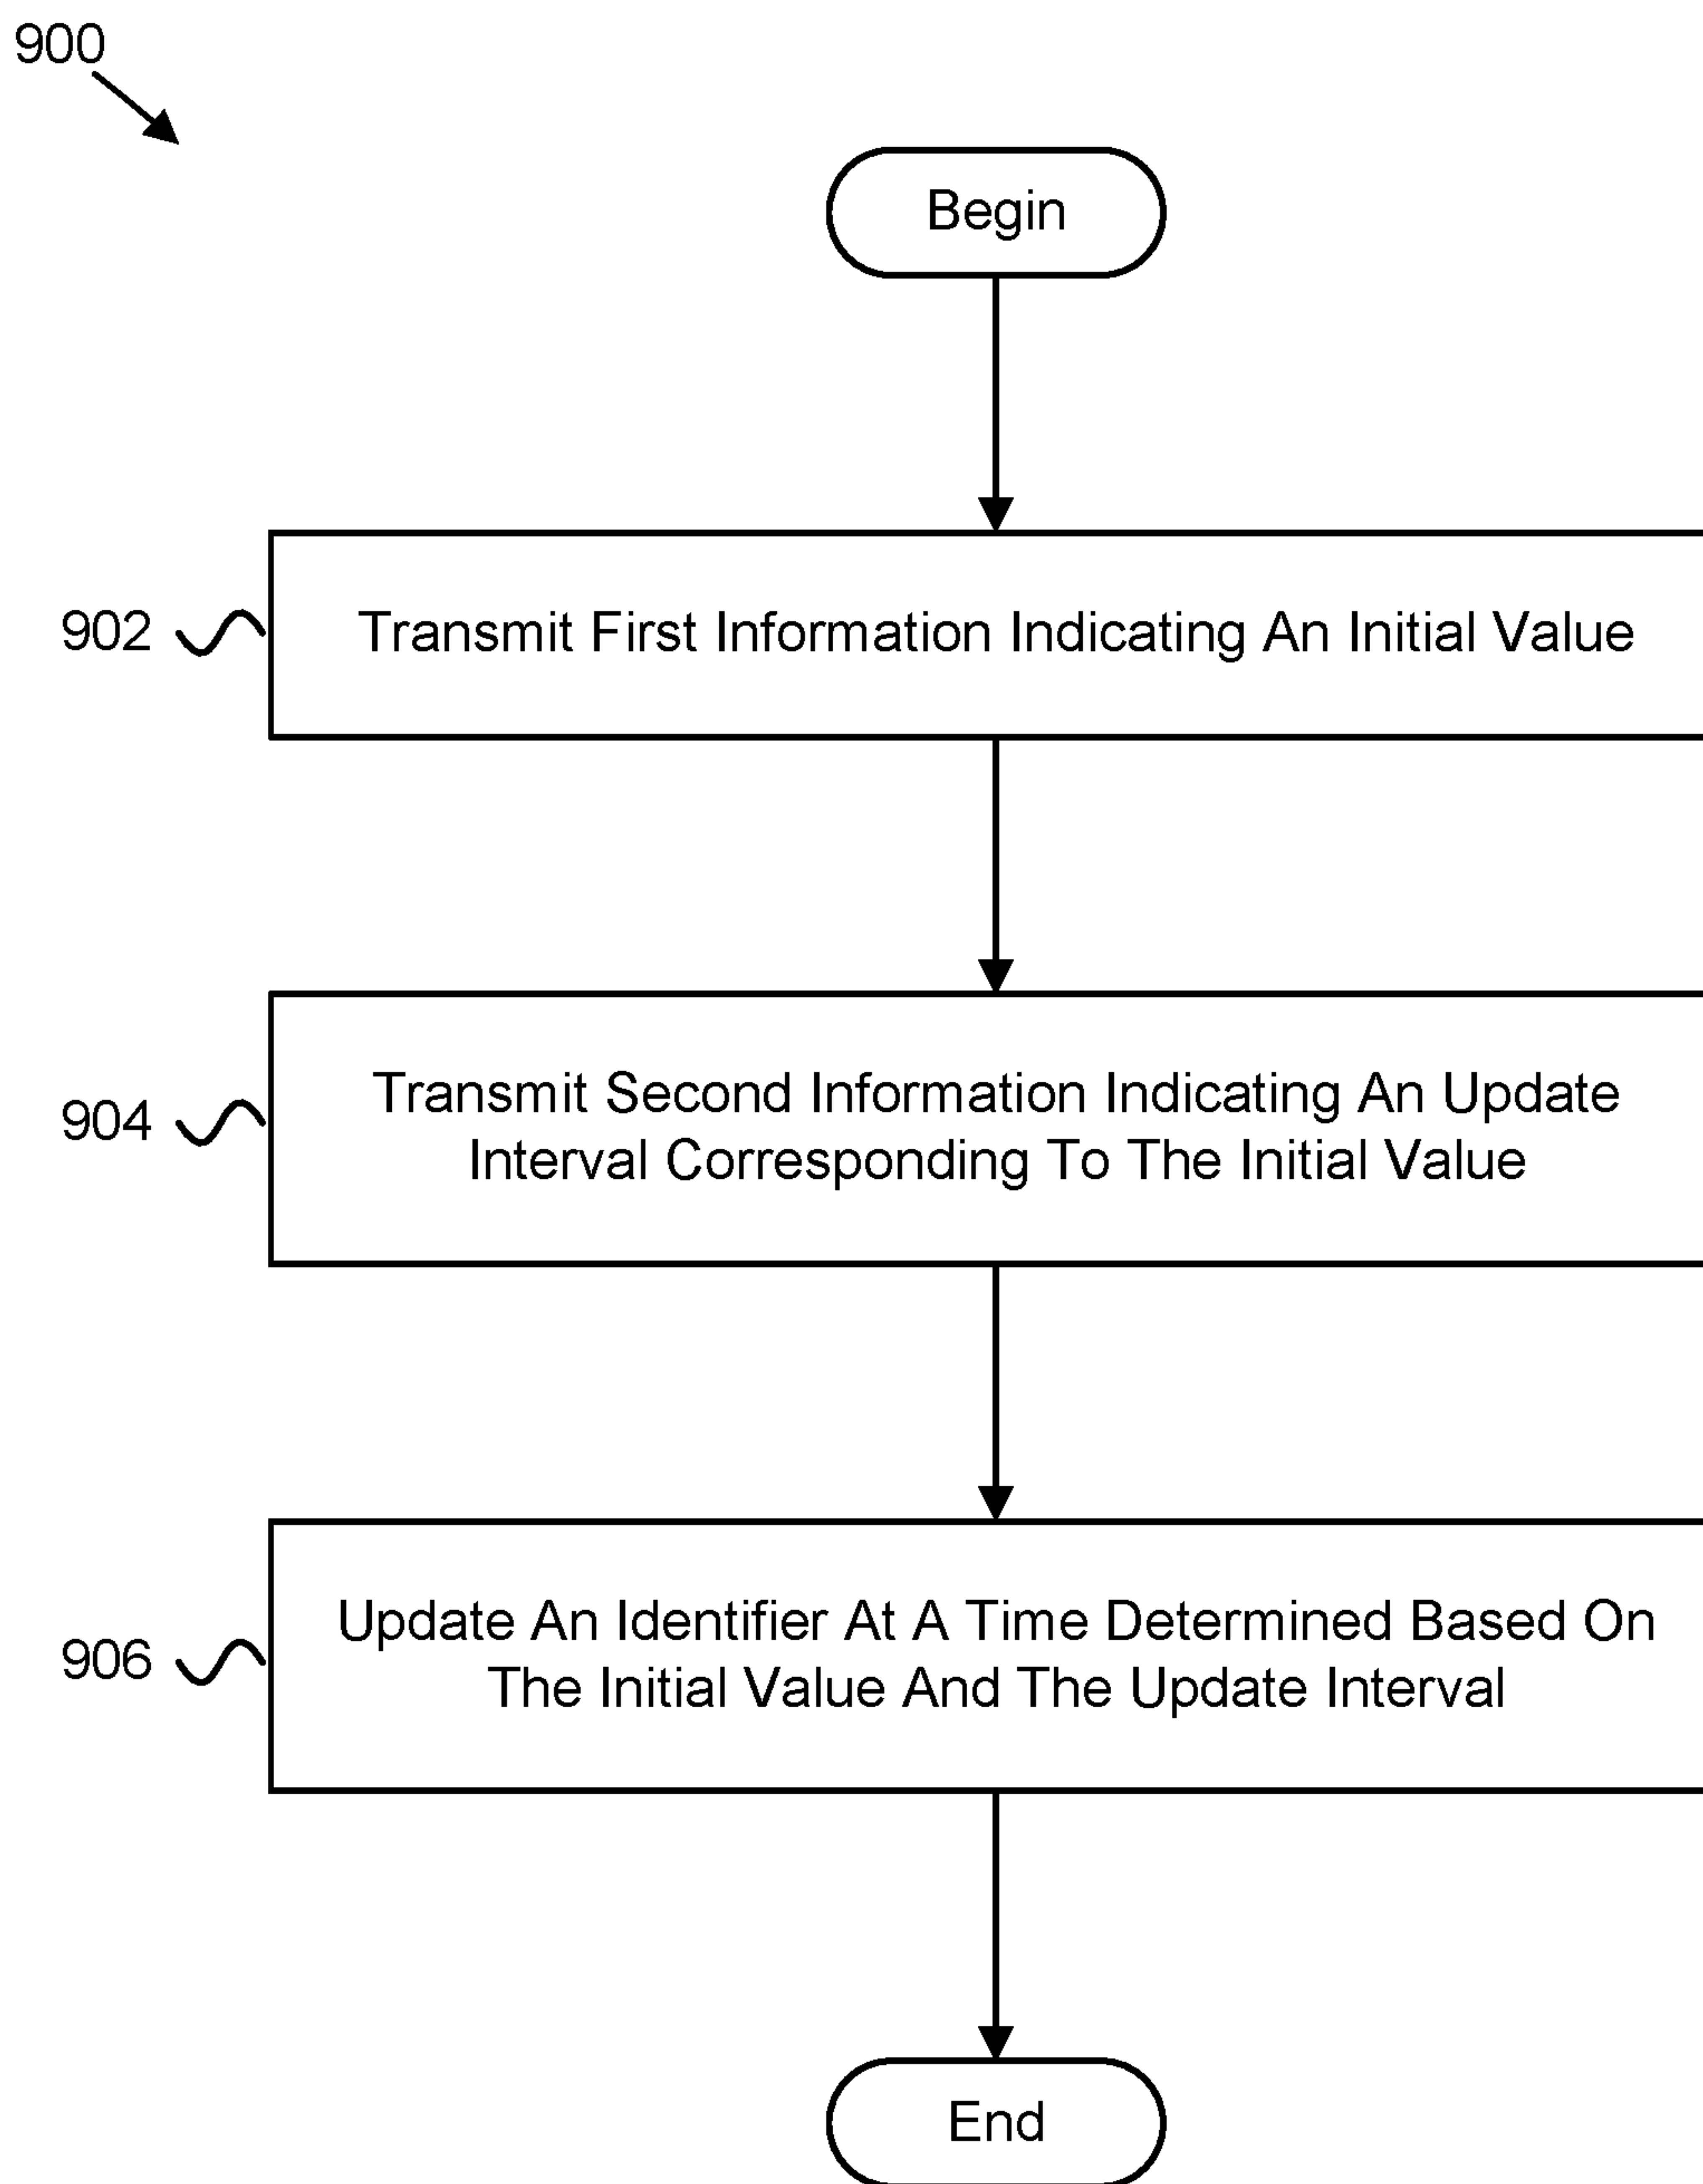 900
Begin
902
Transmit First Information Indicating An Initial Value
904
Transmit Second Information Indicating An Update
Interval Corresponding To The Initial Value
906
Update An Identifier At A Time Determined Based On
The Initial Value And The Update Interval
End